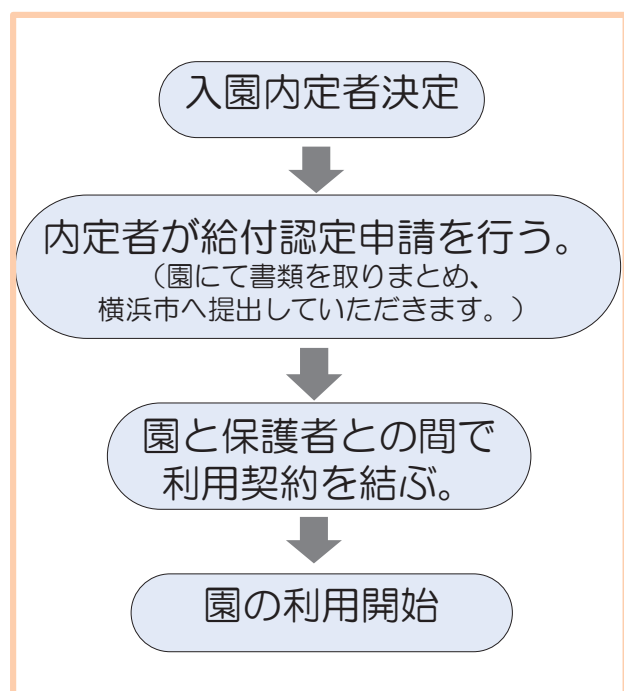 入園内定者決定
内定者が給付認定申請を行う。
（園にて書類を取りまとめ、
横浜市へ提出していただきます。）
園と保護者との間で
利用契約を結ぶ。
園の利用開始